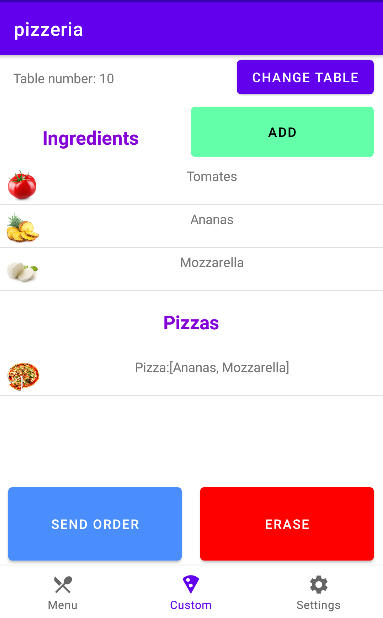 pizzeria
Table number: 10
CHANGE TABLE
Ingredients
ADD
Tomates
Ananas
Mozzarella
Pizzas
Pizza:[Ananas, Mozzarella]
SEND ORDER
ERASE
Menu
Custom
Settings